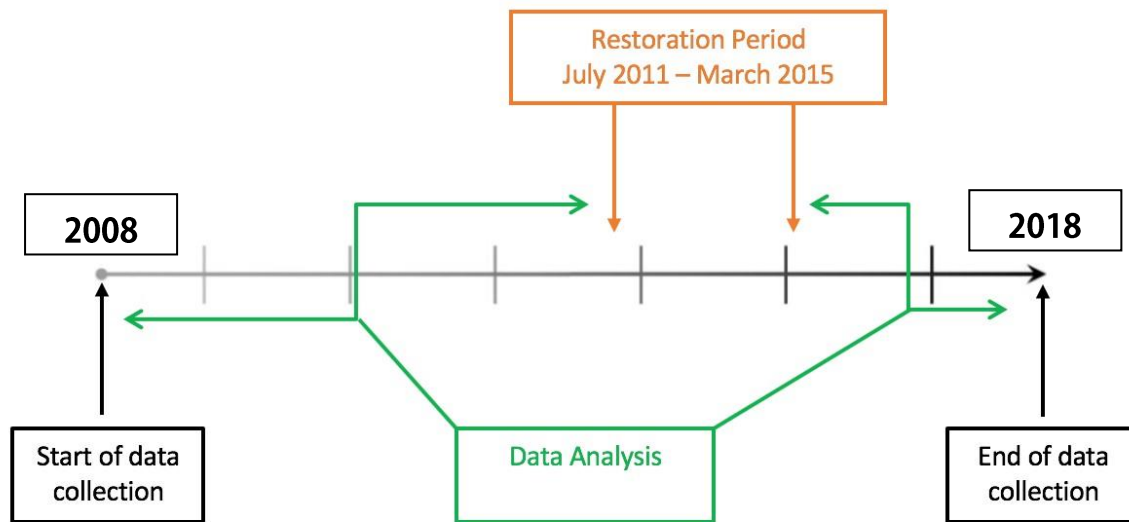 Restoration Period
July 2011 – March 2015
2008
2018
Start of data
collection
Data Analysis
End of data
collection